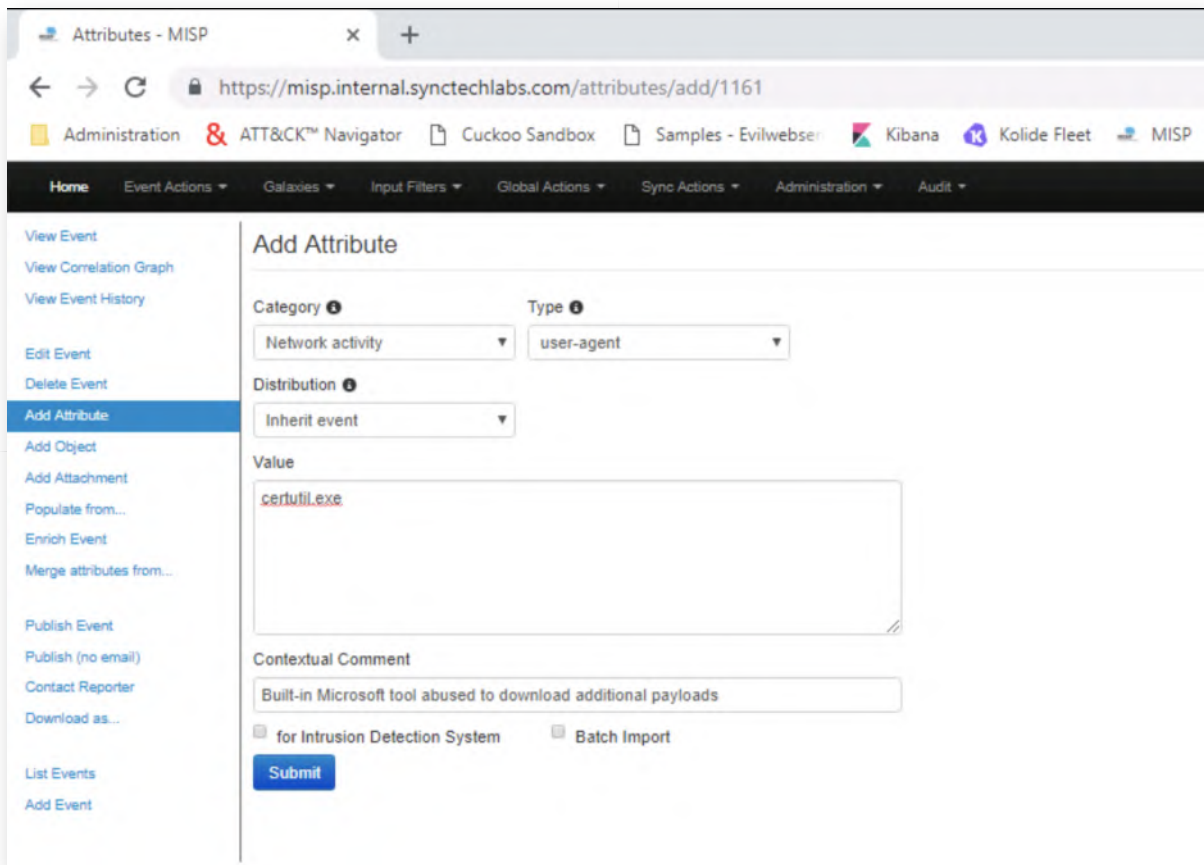 Attributes - MISP
https://misp.internal.synctechlabs.com/attributes/add/1161
Administration & ATT&CK™ Navigator Cuckoo Sandbox Samples - Evilwebser Kibana Kolide Fleet MISP
Home Event Actions Galaxies Input Filters Global Actions Sync Actions Administration Audit
View Event
View Correlation Graph
View Event History
Edit Event
Delete Event
Add Attribute
Add Object
Add Attachment
Populate from...
Enrich Event
Merge attributes from...
Publish Event
Publish (no email)
Contact Reporter
Download as...
List Events
Add Event
Add Attribute
Category Type
Network activity user-agent
Distribution
Inherit event
Value
certutil.exe
Contextual Comment
Built-in Microsoft tool abused to download additional payloads
for Intrusion Detection System Batch Import
Submit